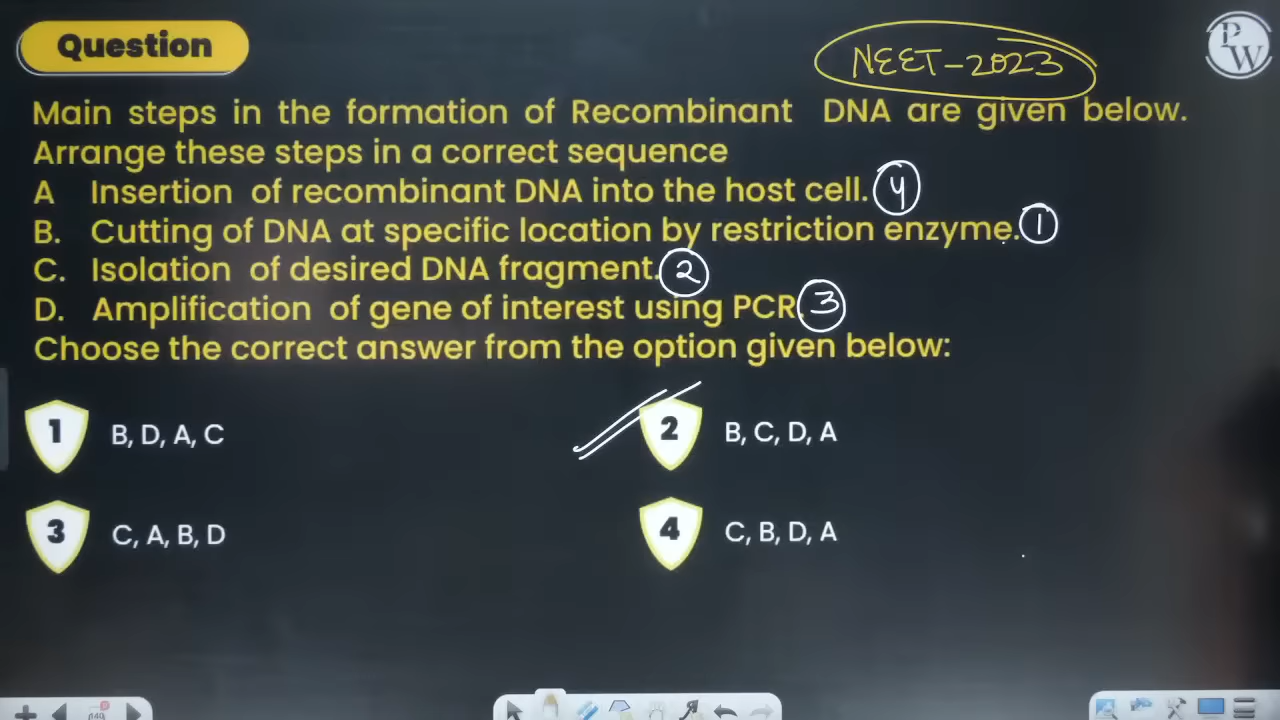 Question
NEET-2023
PW
Main steps in the formation of Recombinant DNA are given below.
Arrange these steps in a correct sequence
A Insertion of recombinant DNA into the host cell. 4
B. Cutting of DNA at specific location by restriction enzyme. 1
C. Isolation of desired DNA fragment. 2
D. Amplification of gene of interest using PCR. 3
Choose the correct answer from the option given below:
1 B, D, A, C
2 B, C, D, A
3 C, A, B, D
4 C, B, D, A